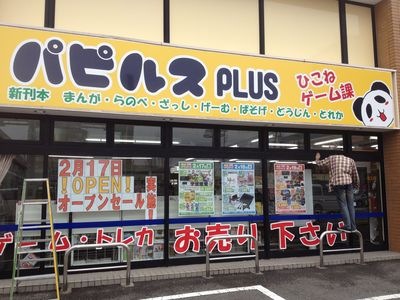 パピルス PLUS
ひこね
ゲーム課
新刊本 まんが・らのべ・ざっし・げーむ・ぱそげ・どうじん・とれか
2月17日
!OPEN!
オープンセール
実施!
ゲーム・トレカ お売り下さい